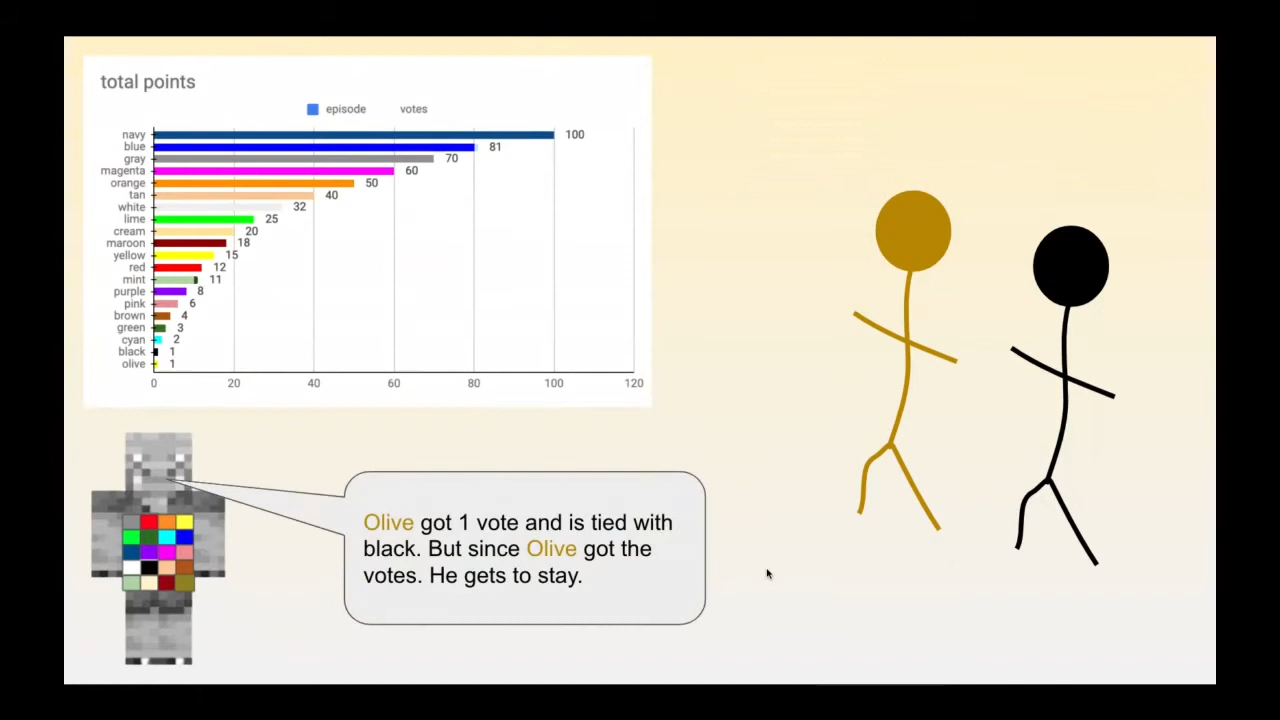 total points
episode votes
navy 100
blue 81
gray 70
magenta 60
orange 50
tan 40
white 32
lime 25
cream 20
maroon 18
yellow 15
red 12
mint 11
purple 8
pink 6
brown 4
green 3
cyan 2
black 1
olive 1
0 20 40 60 80 100 120
Olive got 1 vote and is tied with
black. But since Olive got the
votes. He gets to stay.